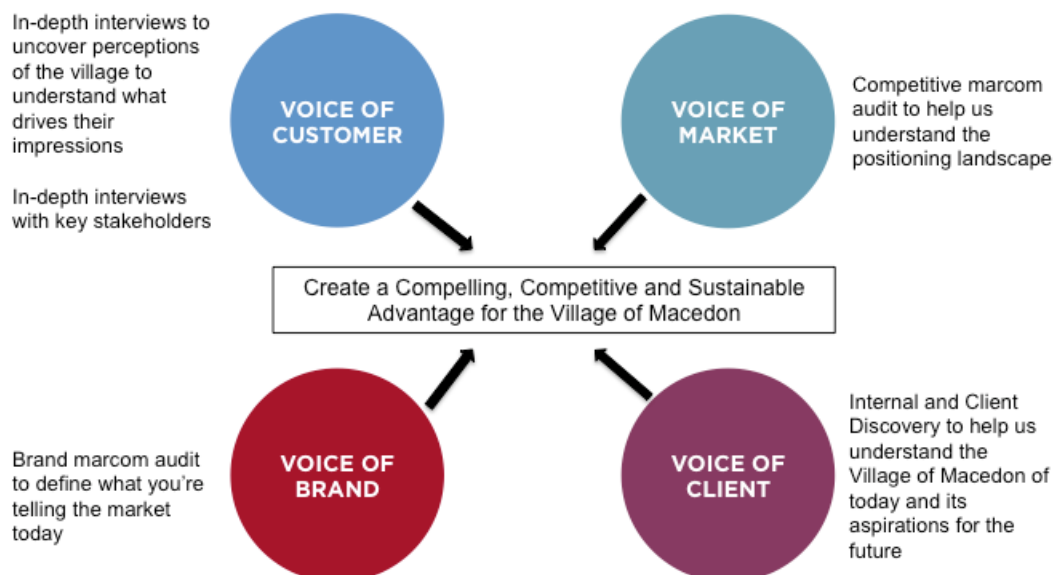 In-depth interviews to
uncover perceptions
of the village to
understand what
drives their
impressions
In-depth interviews
with key stakeholders
VOICE OF
CUSTOMER
VOICE OF
MARKET
Competitive marcom
audit to help us
understand the
positioning landscape
Create a Compelling, Competitive and Sustainable
Advantage for the Village of Macedon
Brand marcom audit
to define what you’re
telling the market
today
VOICE OF
BRAND
VOICE OF
CLIENT
Internal and Client
Discovery to help us
understand the
Village of Macedon of
today and its
aspirations for the
future